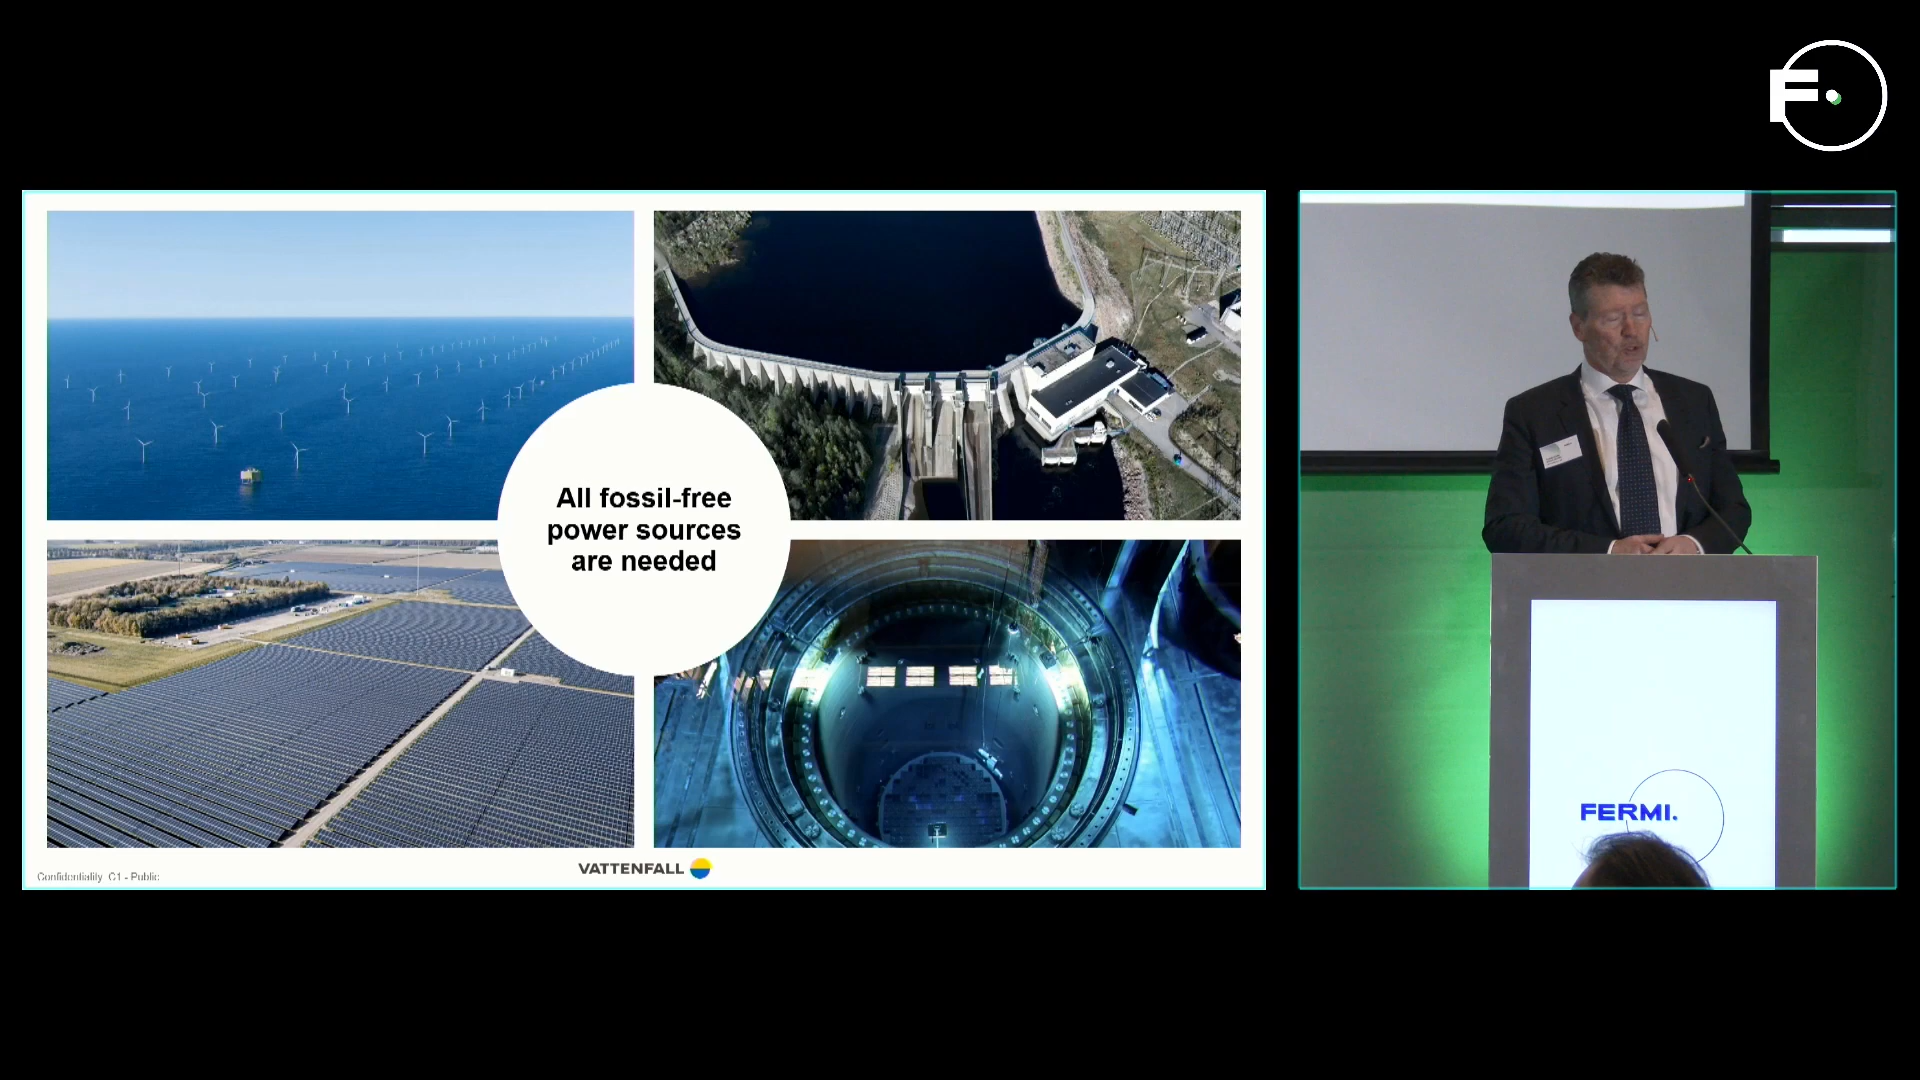 F.
All fossil-free
power sources
are needed
VATTENFALL
Confidentiality C1 - Public
FERMI.